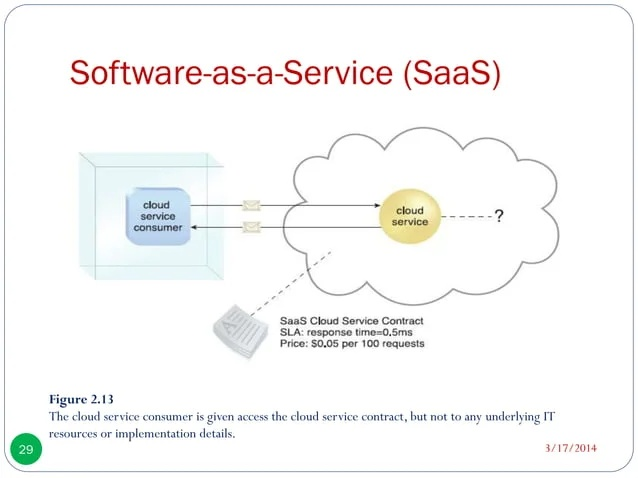 Software-as-a-Service (SaaS)
cloud
service
consumer
cloud
service
?
A
SaaS Cloud Service Contract
SLA: response time=0.5ms
Price: $0.05 per 100 requests
Figure 2.13
The cloud service consumer is given access the cloud service contract, but not to any underlying IT
resources or implementation details.
29
3/17/2014